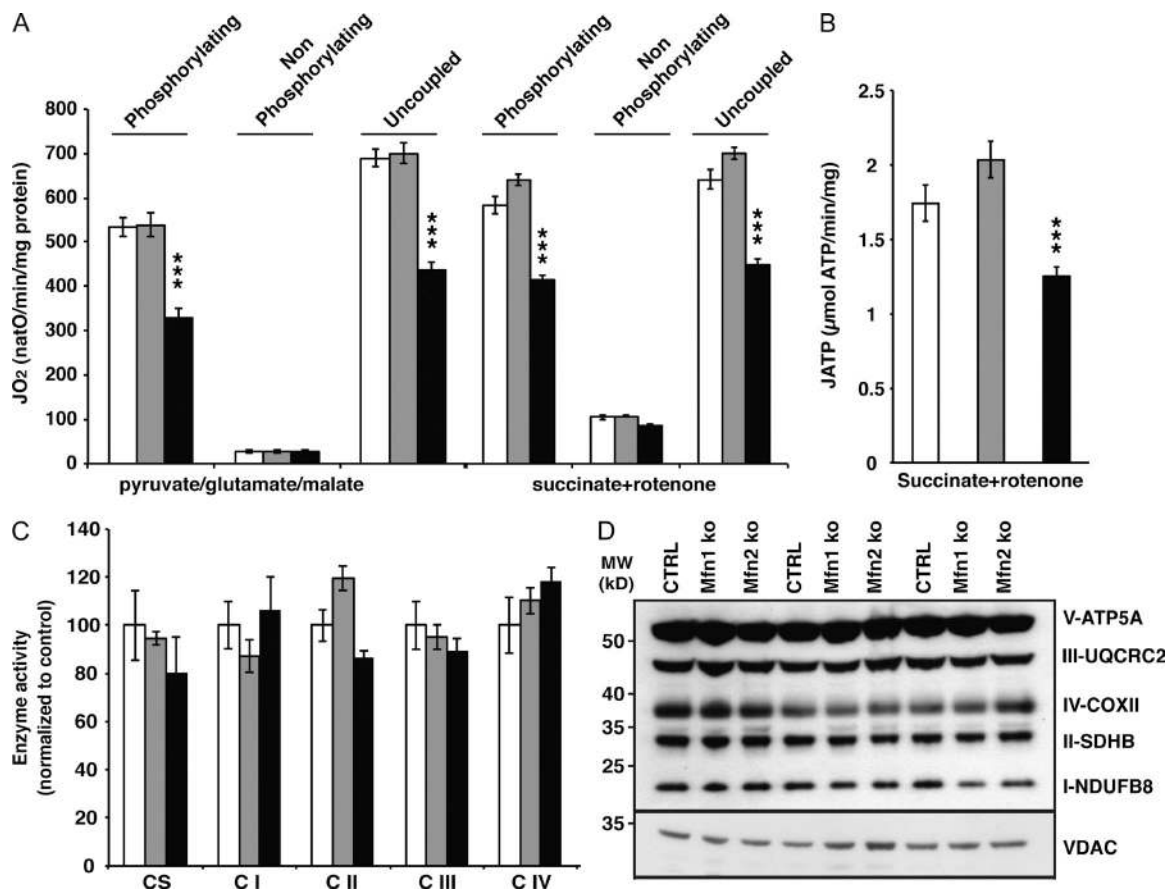 A
Phosphorylating
Non
Phosphorylating
Uncoupled
Phosphorylating
Non
Phosphorylating
Uncoupled
JO2 (natO/min/mg protein)
800
700
600
500
400
300
200
100
0
***
***
***
***
pyruvate/glutamate/malate
succinate+rotenone
B
JATP (µmol ATP/min/mg)
2.5
2
1.5
1
0.5
0
***
Succinate+rotenone
C
Enzyme activity
(normalized to control)
140
120
100
80
60
40
20
0
CS
C I
C II
C III
C IV
D
MW
(kD)
CTRL
Mfn1 ko
Mfn2 ko
CTRL
Mfn1 ko
Mfn2 ko
CTRL
Mfn1 ko
Mfn2 ko
50
40
35
25
35
V-ATP5A
III-UQCRC2
IV-COXII
II-SDHB
I-NDUFB8
VDAC